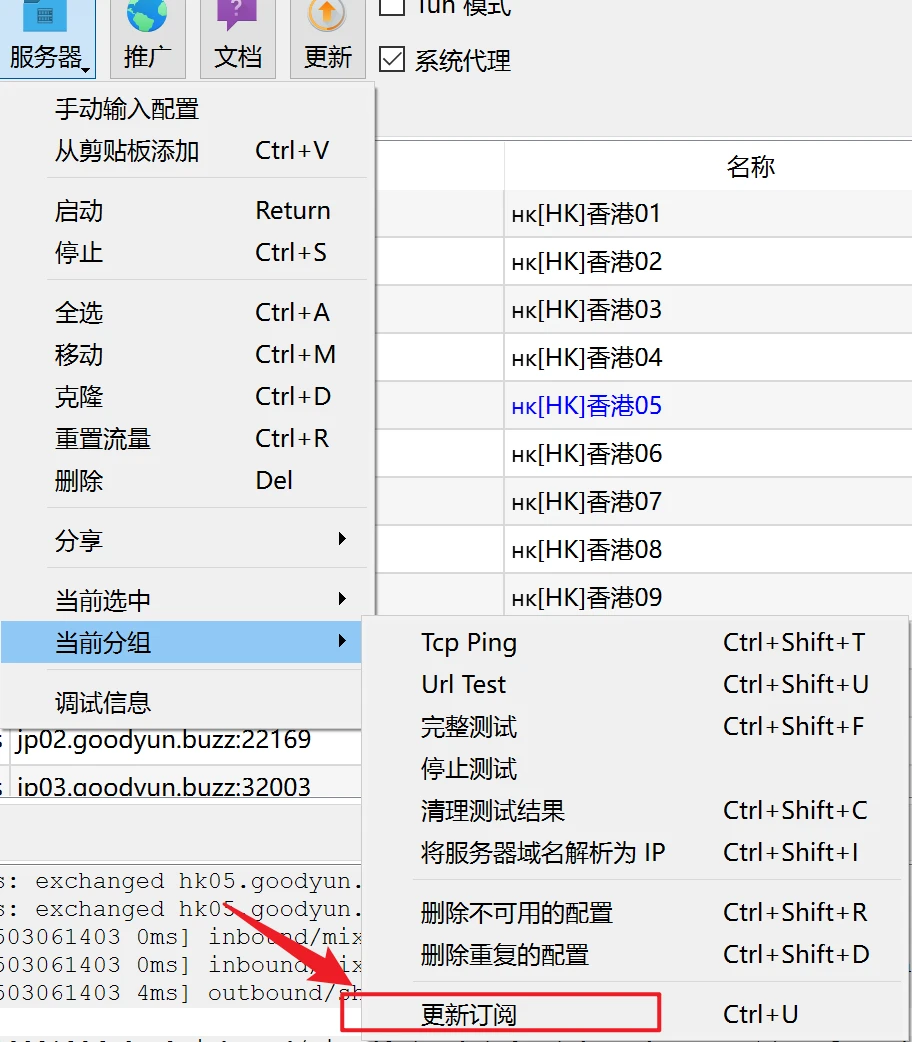 服务器
推广
文档
更新
Tun 模式
系统代理
手动输入配置
从剪贴板添加 Ctrl+V
启动 Return
停止 Ctrl+S
全选 Ctrl+A
移动 Ctrl+M
克隆 Ctrl+D
重置流量 Ctrl+R
删除 Del
分享
当前选中
当前分组
调试信息
名称
HK[HK]香港01
HK[HK]香港02
HK[HK]香港03
HK[HK]香港04
HK[HK]香港05
HK[HK]香港06
HK[HK]香港07
HK[HK]香港08
HK[HK]香港09
Tcp Ping Ctrl+Shift+T
Url Test Ctrl+Shift+U
完整测试 Ctrl+Shift+F
停止测试
清理测试结果 Ctrl+Shift+C
将服务器域名解析为 IP Ctrl+Shift+I
删除不可用的配置 Ctrl+Shift+R
删除重复的配置 Ctrl+Shift+D
更新订阅 Ctrl+U
s jp02.goodyun.buzz:22169
s jp03.goodyun.buzz:32003
s: exchanged hk05.goodyun.
s: exchanged hk05.goodyun.
503061403 0ms] inbound/mix
503061403 0ms] inbound/mix
503061403 4ms] outbound/sh